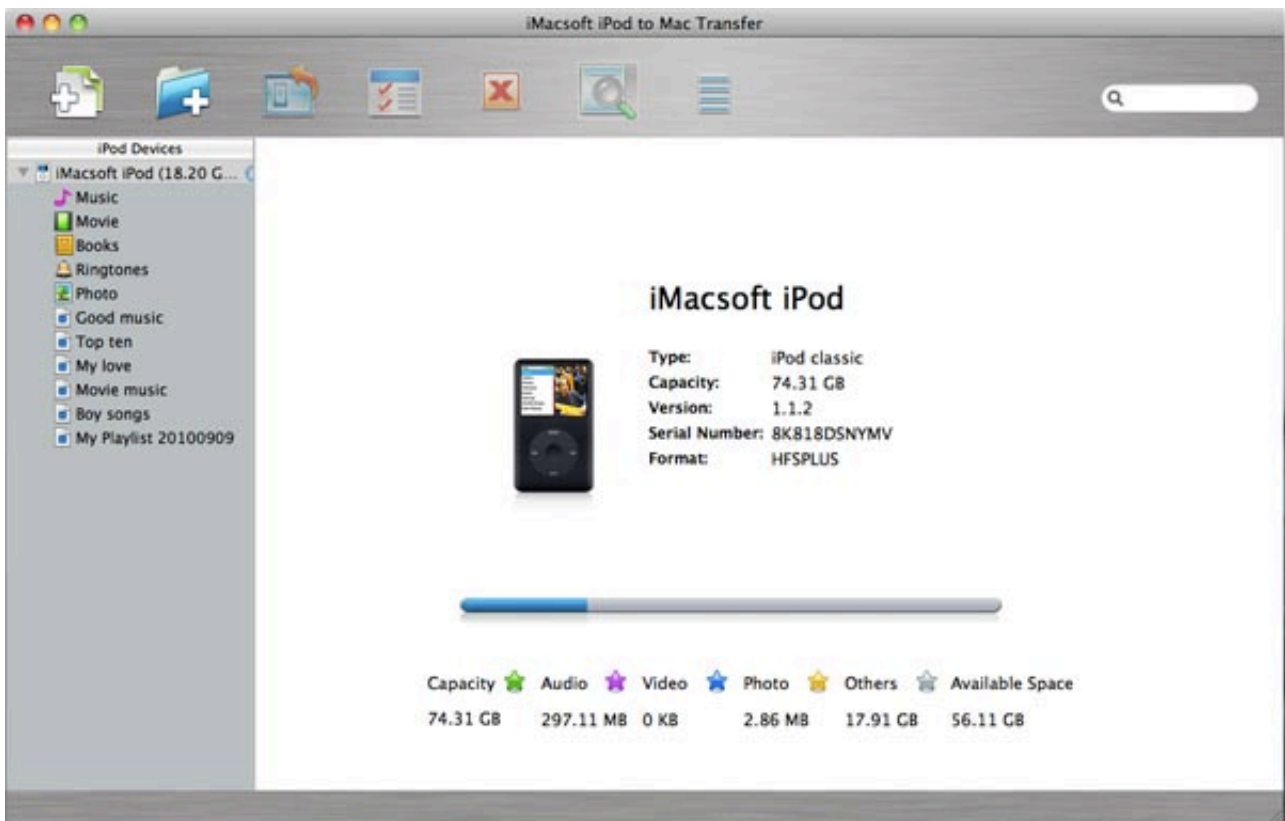 iMacsoft iPod to Mac Transfer
iPod Devices
iMacsoft iPod (18.20 G...
Music
Movie
Books
Ringtones
Photo
Good music
Top ten
My love
Movie music
Boy songs
My Playlist 20100909
iMacsoft iPod
Type: iPod classic
Capacity: 74.31 GB
Version: 1.1.2
Serial Number: 8K818DSNYMV
Format: HFSPLUS
Capacity Audio Video Photo Others Available Space
74.31 GB 297.11 MB 0 KB 2.86 MB 17.91 GB 56.11 GB